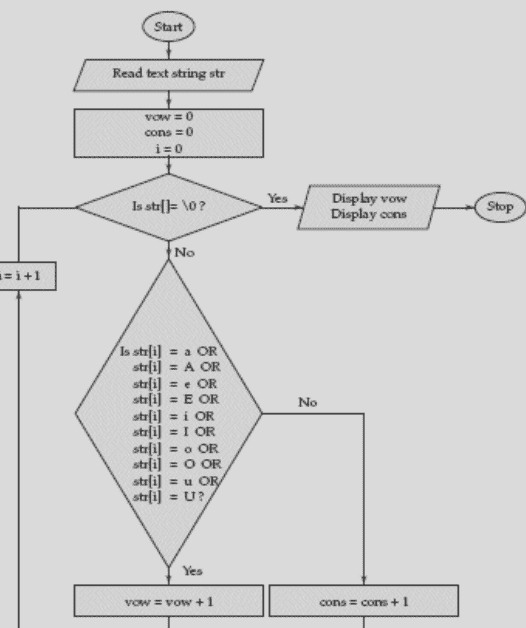 Start
Read text string str
vow = 0
cons = 0
i = 0
Is str[]= \0 ?
Yes
Display vow
Display cons
Stop
No
i = i + 1
Is str[i] = a OR
str[i] = A OR
str[i] = e OR
str[i] = E OR
str[i] = i OR
str[i] = I OR
str[i] = o OR
str[i] = O OR
str[i] = u OR
str[i] = U ?
No
Yes
vow = vow + 1
cons = cons + 1